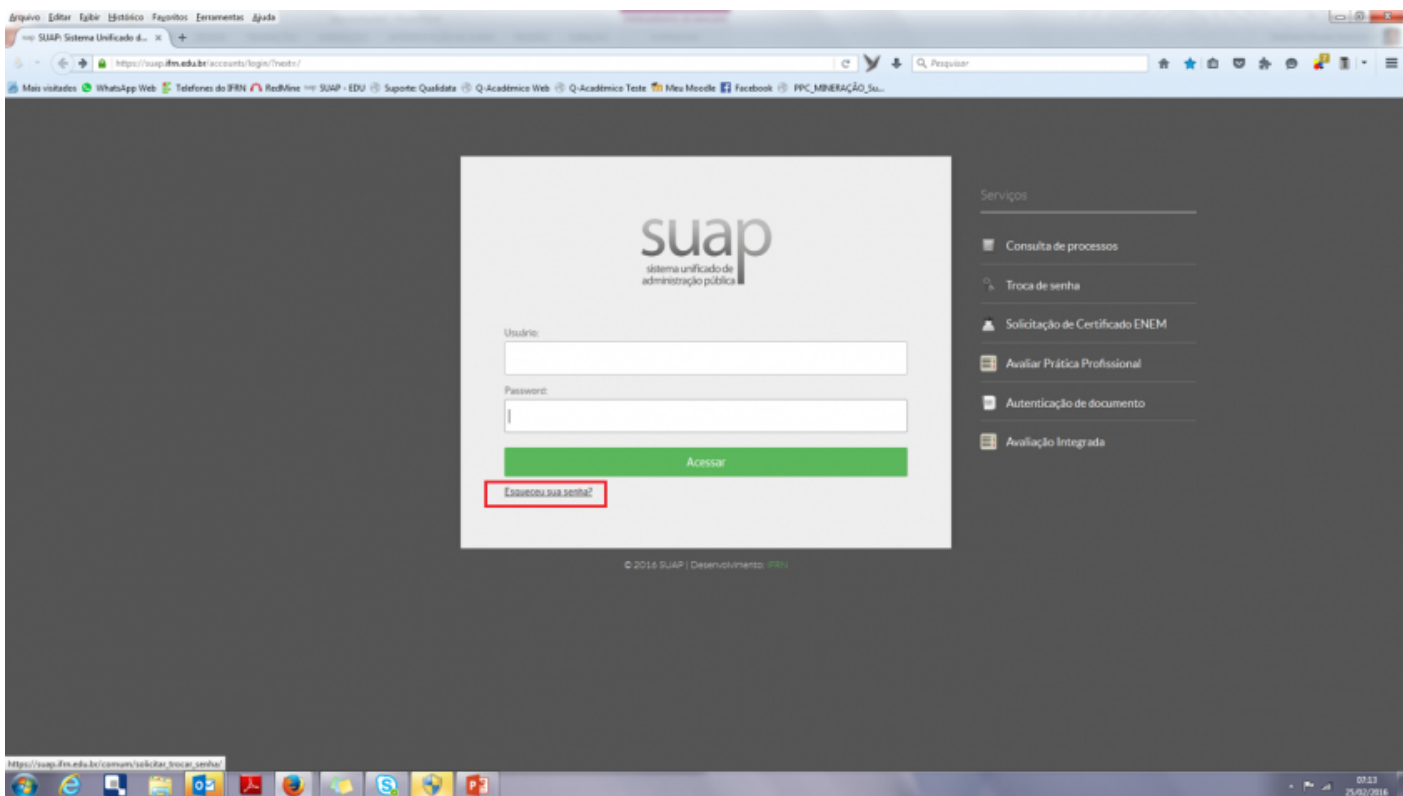 Arquivo Editar Exibir Histórico Favoritos Ferramentas Ajuda
SUAP: Sistema Unificado d... × +
https://suap.ifrn.edu.br/accounts/login/?next=/
Pesquisar
Mais visitados WhatsApp Web Telefones do IFRN RedMine SUAP - EDU Suporte: Qualidata Q-Acadêmico Web Q-Acadêmico Teste Meu Moodle Facebook PPC_MINERAÇÃO_Su...
suap
sistema unificado de
administração pública
Usuário:
Password:
Acessar
Esqueceu sua senha?
Serviços
Consulta de processos
Troca de senha
Solicitação de Certificado ENEM
Avaliar Prática Profissional
Autenticação de documento
Avaliação Integrada
© 2016 SUAP | Desenvolvimento: IFRN
https://suap.ifrn.edu.br/comum/solicitar_trocar_senha/
07:13
25/02/2016